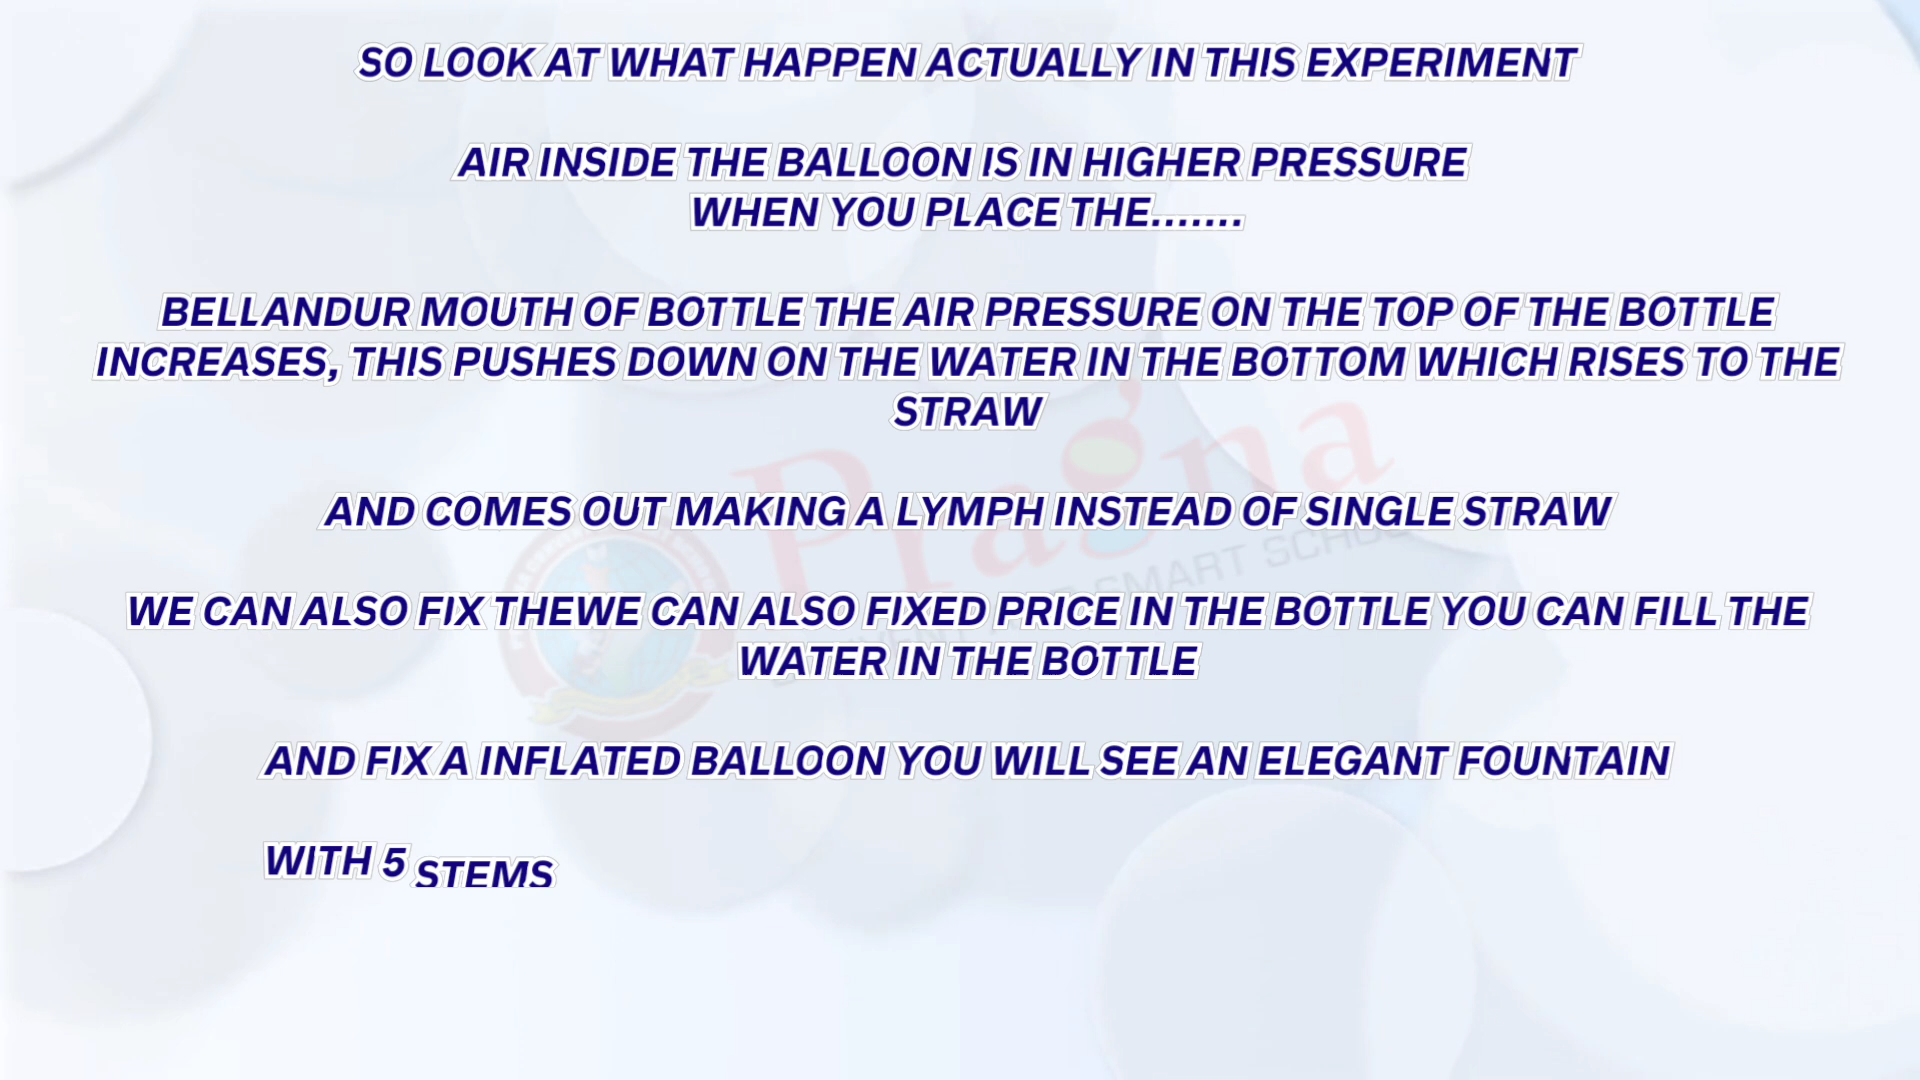 SO LOOK AT WHAT HAPPEN ACTUALLY IN THIS EXPERIMENT
AIR INSIDE THE BALLOON IS IN HIGHER PRESSURE
WHEN YOU PLACE THE.......
BELLANDUR MOUTH OF BOTTLE THE AIR PRESSURE ON THE TOP OF THE BOTTLE
INCREASES, THIS PUSHES DOWN ON THE WATER IN THE BOTTOM WHICH RISES TO THE
STRAW
Pragna
AND COMES OUT MAKING A LYMPH INSTEAD OF SINGLE STRAW
SMART SCHOOL
WE CAN ALSO FIX THEWE CAN ALSO FIXED PRICE IN THE BOTTLE YOU CAN FILL THE
WATER IN THE BOTTLE
AND FIX A INFLATED BALLOON YOU WILL SEE AN ELEGANT FOUNTAIN
WITH 5 STEMS